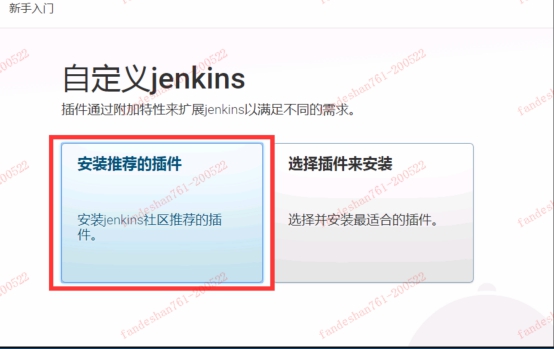 新手入门
自定义jenkins
插件通过附加特性来扩展jenkins以满足不同的需求。
安装推荐的插件
选择插件来安装
安装jenkins社区推荐的插
件。
选择并安装最适合的插件。
fandeshan761-200522